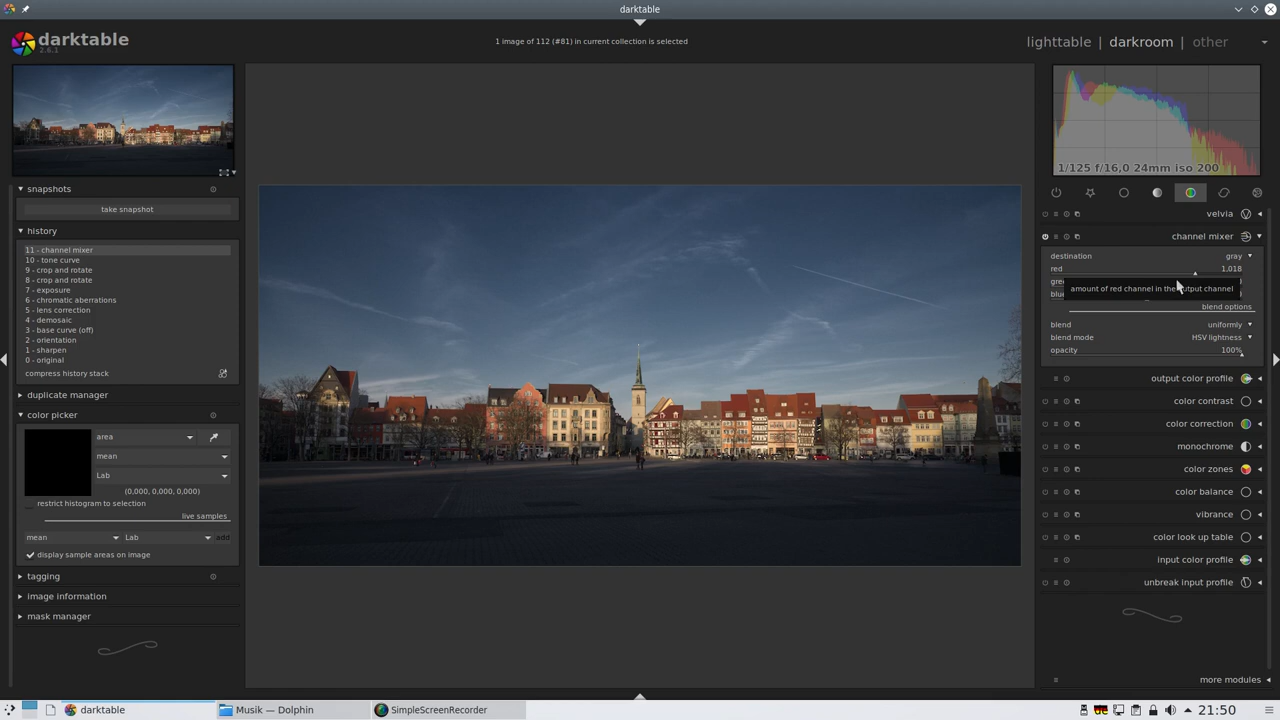 darktable
darktable
2.6.1
1 image of 112 (#81) in current collection is selected
lighttable | darkroom | other
1/125 f/16,0 24mm iso 200
snapshots
take snapshot
history
11 - channel mixer
10 - tone curve
9 - crop and rotate
8 - crop and rotate
7 - exposure
6 - chromatic aberrations
5 - lens correction
4 - demosaic
3 - base curve (off)
2 - orientation
1 - sharpen
0 - original
compress history stack
duplicate manager
color picker
area
mean
Lab
(0,000, 0,000, 0,000)
restrict histogram to selection
live samples
mean Lab add
display sample areas on image
tagging
image information
mask manager
velvia
channel mixer
destination gray
red 1,018
amount of red channel in the output channel
blend options
blend uniformly
blend mode HSV lightness
opacity 100%
output color profile
color contrast
color correction
monochrome
color zones
color balance
vibrance
color look up table
input color profile
unbreak input profile
more modules
darktable
Musik — Dolphin
SimpleScreenRecorder
21:50